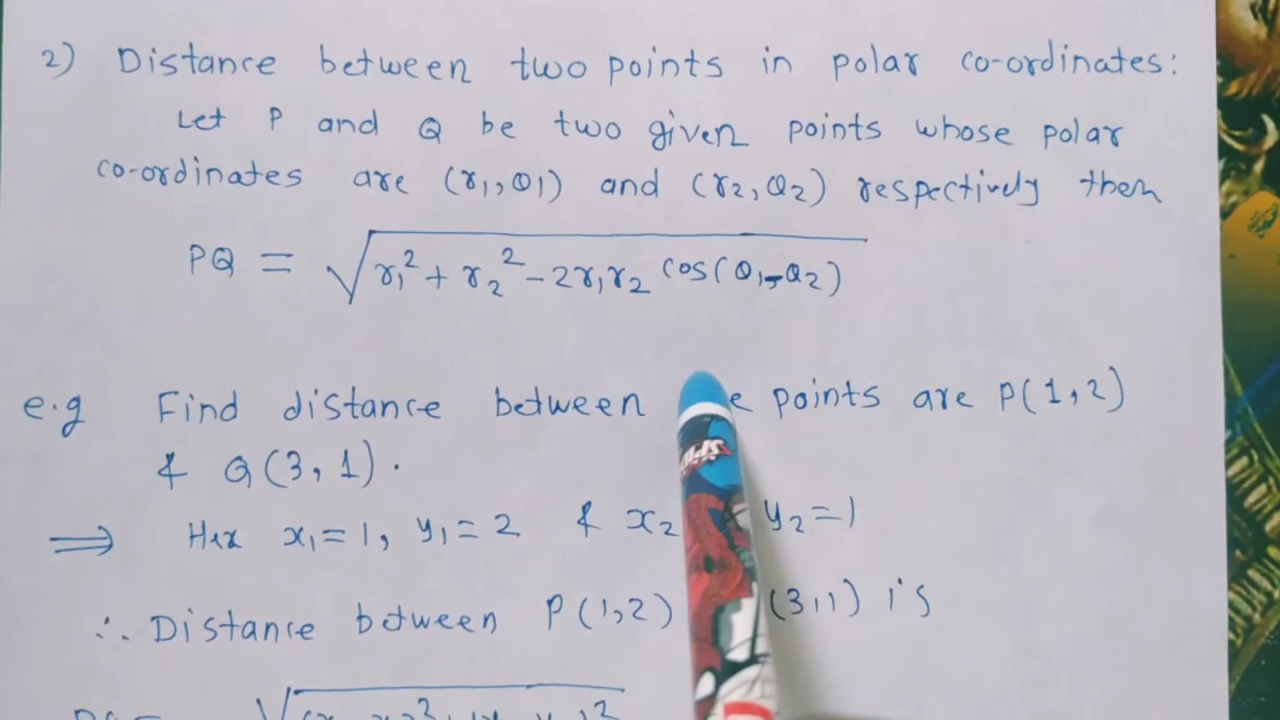 2) Distance between two points in polar co-ordinates:
Let P and Q be two given points whose polar
co-ordinates are (r1, θ1) and (r2, θ2) respectively then
PQ = √(r1² + r2² - 2r1r2 cos(θ1 - θ2))
e.g Find distance between e points are P(1,2)
& Q(3,1).
⇒ Her x1=1, y1=2 & x2 y2=1
∴ Distance between P(1,2) (3,1) is